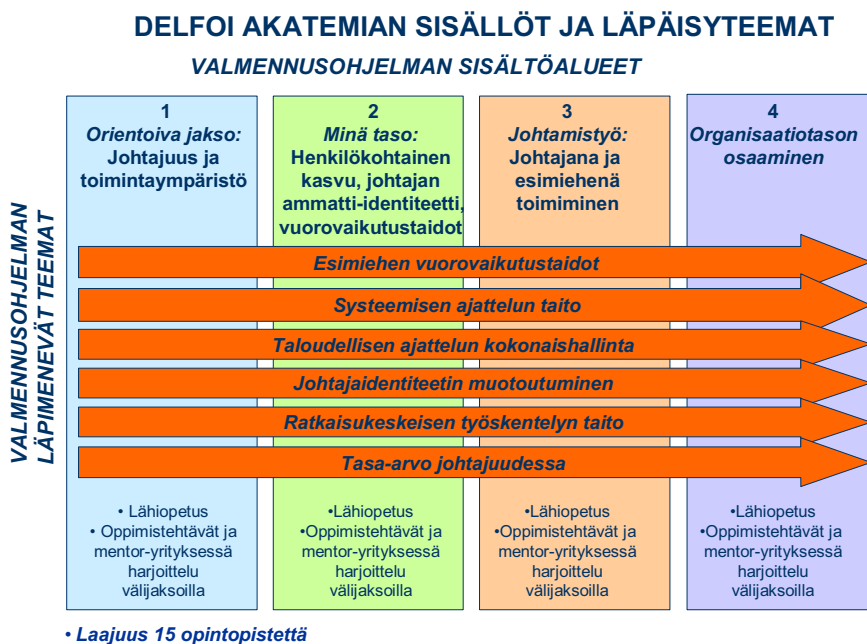 DELFOI AKATEMIAN SISÄLLÖT JA LÄPÄISYTEEMAT
VALMENNUSOHJELMAN SISÄLTÖALUEET
VALMENNUSOHJELMAN
LÄPIMENEVÄT TEEMAT
1
Orientoiva jakso:
Johtajuus ja
toimintaympäristö
2
Minä taso:
Henkilökohtainen
kasvu, johtajan
ammatti-identiteetti,
vuorovaikutustaidot
3
Johtamistyö:
Johtajana ja
esimiehenä
toimiminen
4
Organisaatiotason
osaaminen
Esimiehen vuorovaikutustaidot
Systeemisen ajattelun taito
Taloudellisen ajattelun kokonaishallinta
Johtajaidentiteetin muotoutuminen
Ratkaisukeskeisen työskentelyn taito
Tasa-arvo johtajuudessa
• Lähiopetus
• Oppimistehtävät ja
mentor-yrityksessä
harjoittelu
välijaksoilla
•Lähiopetus
•Oppimistehtävät ja
mentor-yrityksessä
harjoittelu
välijaksoilla
•Lähiopetus
•Oppimistehtävät ja
mentor-yrityksessä
harjoittelu
välijaksoilla
•Lähiopetus
•Oppimistehtävät ja
mentor-yrityksessä
harjoittelu
välijaksoilla
• Laajuus 15 opintopistettä